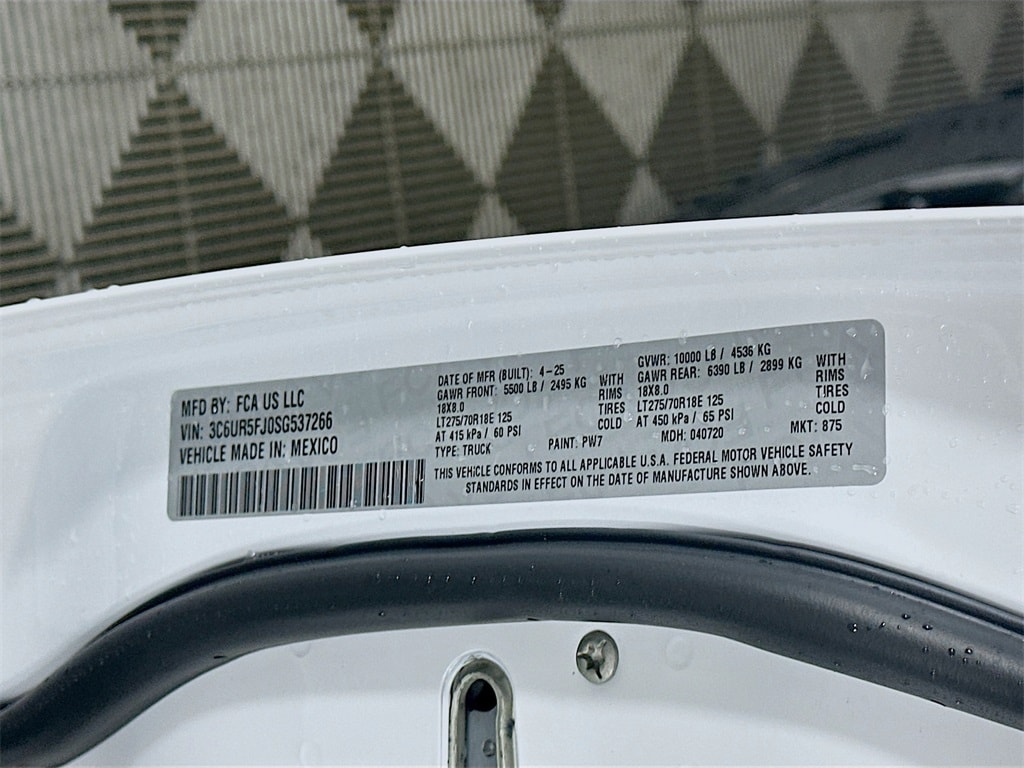 MFD BY: FCA US LLC
VIN: 3C6UR5FJ0SG537266
VEHICLE MADE IN: MEXICO
DATE OF MFR (BUILT): 4-25
GAWR FRONT: 5500 LB / 2495 KG WITH
18X8.0 RIMS
LT275/70R18E 125 TIRES
AT 415 kPa / 60 PSI COLD
TYPE: TRUCK PAINT: PW7
GVWR: 10000 LB / 4536 KG
GAWR REAR: 6390 LB / 2899 KG WITH
18X8.0 RIMS
LT275/70R18E 125 TIRES
AT 450 kPa / 65 PSI COLD
MDH: 040720 MKT: 875
THIS VEHICLE CONFORMS TO ALL APPLICABLE U.S.A. FEDERAL MOTOR VEHICLE SAFETY
STANDARDS IN EFFECT ON THE DATE OF MANUFACTURE SHOWN ABOVE.